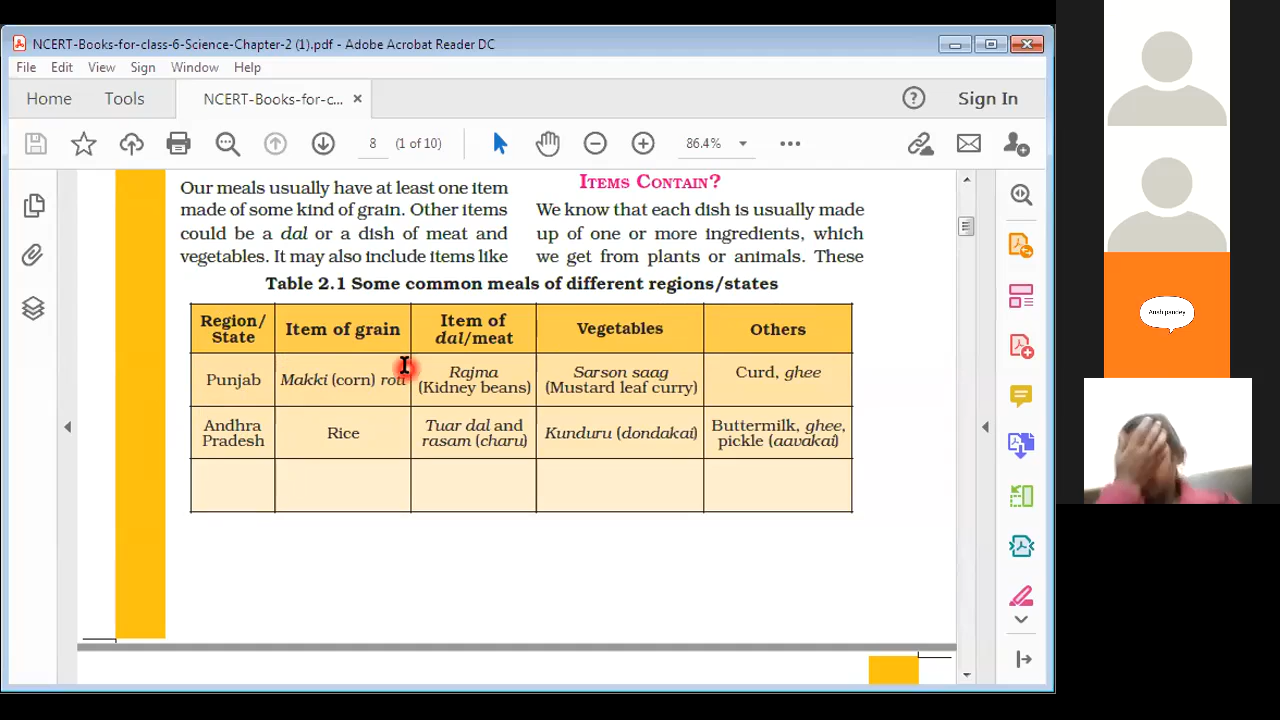 NCERT-Books-for-class-6-Science-Chapter-2 (1).pdf - Adobe Acrobat Reader DC
File Edit View Sign Window Help
Home Tools NCERT-Books-for-c... × Sign In
8 (1 of 10) 86.4%
Our meals usually have at least one item
made of some kind of grain. Other items
could be a dal or a dish of meat and
vegetables. It may also include items like
ITEMS CONTAIN?
We know that each dish is usually made
up of one or more ingredients, which
we get from plants or animals. These
Table 2.1 Some common meals of different regions/states
Region/
State
Item of grain
Item of
dal/meat
Vegetables
Others
Punjab
Makki (corn) roti
Rajma
(Kidney beans)
Sarson saag
(Mustard leaf curry)
Curd, ghee
Andhra
Pradesh
Rice
Tuar dal and
rasam (charu)
Kunduru (dondakai)
Buttermilk, ghee,
pickle (aavakai)